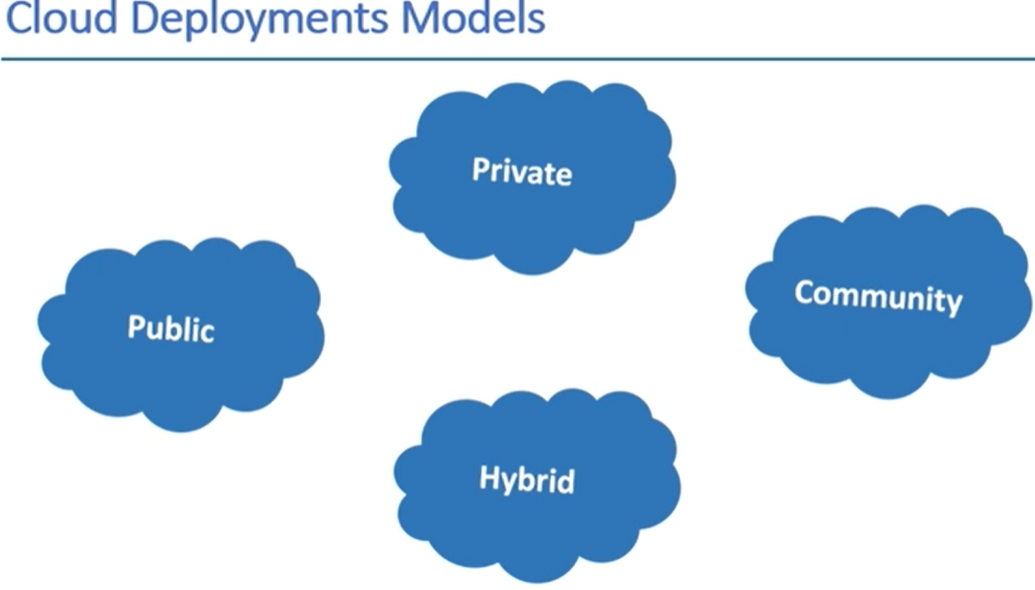 Cloud Deployments Models
Private
Community
Public
Hybrid